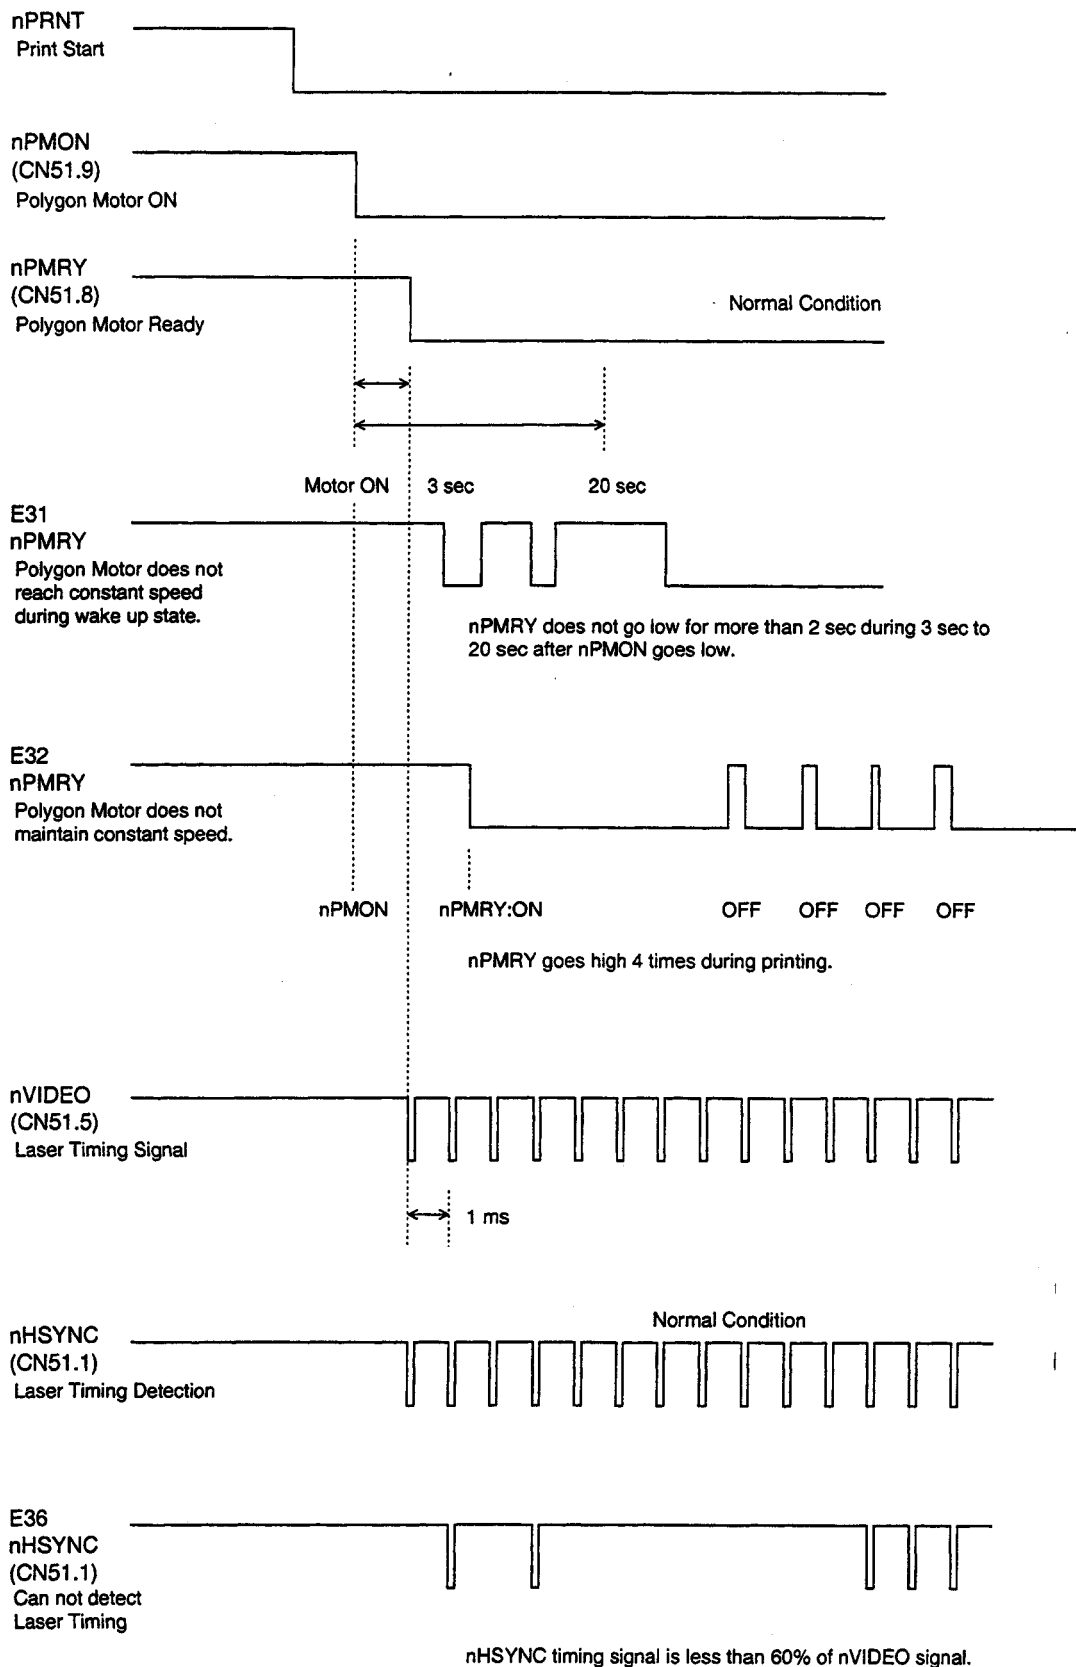 nPRNT
Print Start
nPMON
(CN51.9)
Polygon Motor ON
nPMRY
(CN51.8)
Polygon Motor Ready
Normal Condition
Motor ON 3 sec 20 sec
E31
nPMRY
Polygon Motor does not
reach constant speed
during wake up state.
nPMRY does not go low for more than 2 sec during 3 sec to
20 sec after nPMON goes low.
E32
nPMRY
Polygon Motor does not
maintain constant speed.
nPMON nPMRY:ON OFF OFF OFF OFF
nPMRY goes high 4 times during printing.
nVIDEO
(CN51.5)
Laser Timing Signal
1 ms
Normal Condition
nHSYNC
(CN51.1)
Laser Timing Detection
E36
nHSYNC
(CN51.1)
Can not detect
Laser Timing
nHSYNC timing signal is less than 60% of nVIDEO signal.